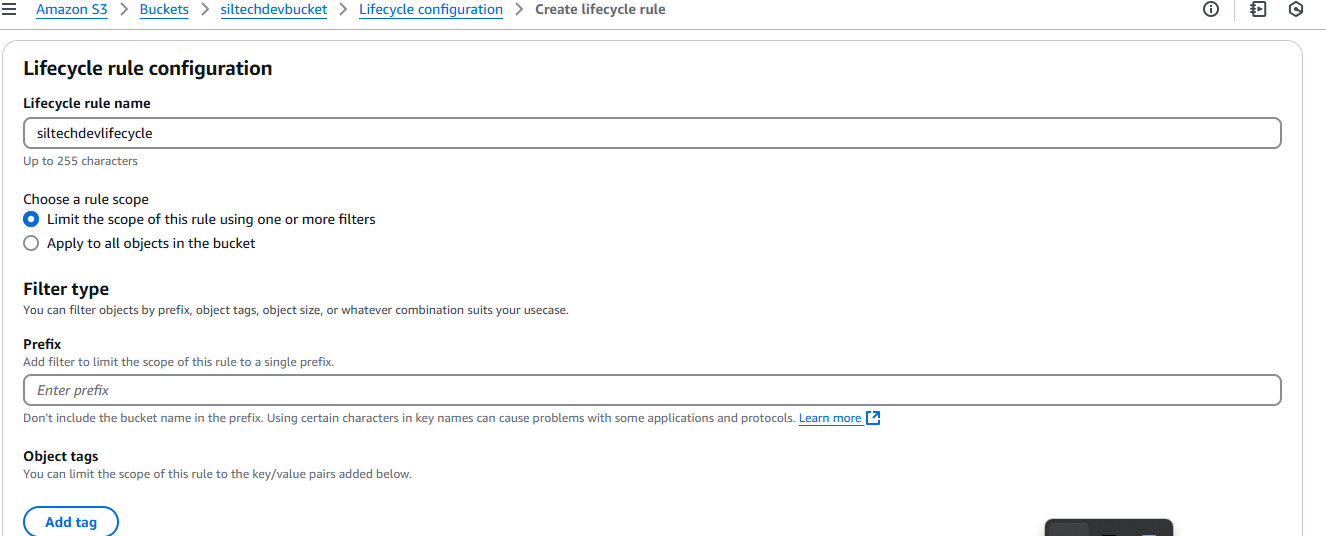 Amazon S3 > Buckets > siltechdevbucket > Lifecycle configuration > Create lifecycle rule
Lifecycle rule configuration
Lifecycle rule name
siltechdevlifecycle
Up to 255 characters
Choose a rule scope
Limit the scope of this rule using one or more filters
Apply to all objects in the bucket
Filter type
You can filter objects by prefix, object tags, object size, or whatever combination suits your usecase.
Prefix
Add filter to limit the scope of this rule to a single prefix.
Enter prefix
Don't include the bucket name in the prefix. Using certain characters in key names can cause problems with some applications and protocols. Learn more
Object tags
You can limit the scope of this rule to the key/value pairs added below.
Add tag